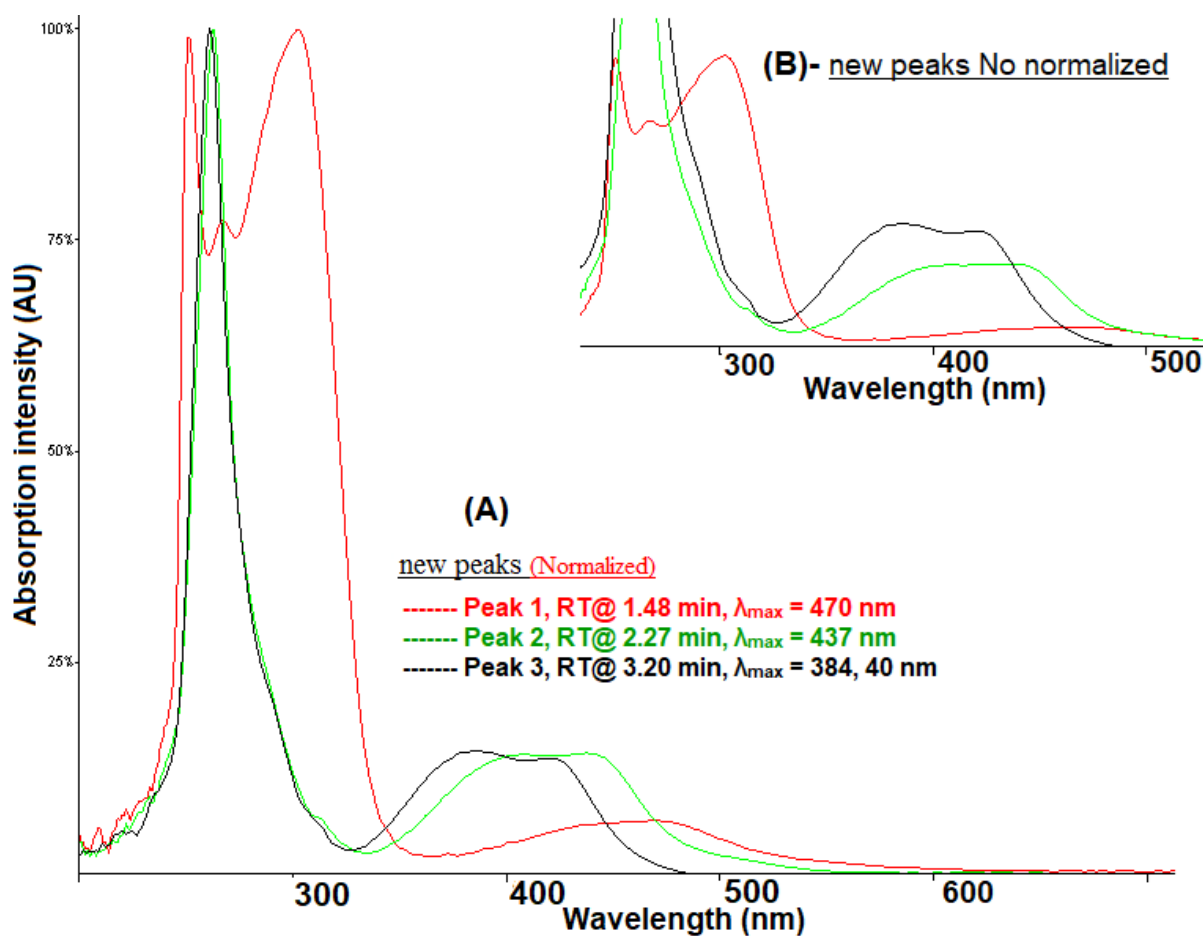 100%
75%
50%
25%
Absorption intensity (AU)
(B)- new peaks No normalized
300 400 500
Wavelength (nm)
(A)
new peaks (Normalized)
------- Peak 1, RT@ 1.48 min, λmax = 470 nm
------- Peak 2, RT@ 2.27 min, λmax = 437 nm
------- Peak 3, RT@ 3.20 min, λmax = 384, 40 nm
300 400 500 600
Wavelength (nm)